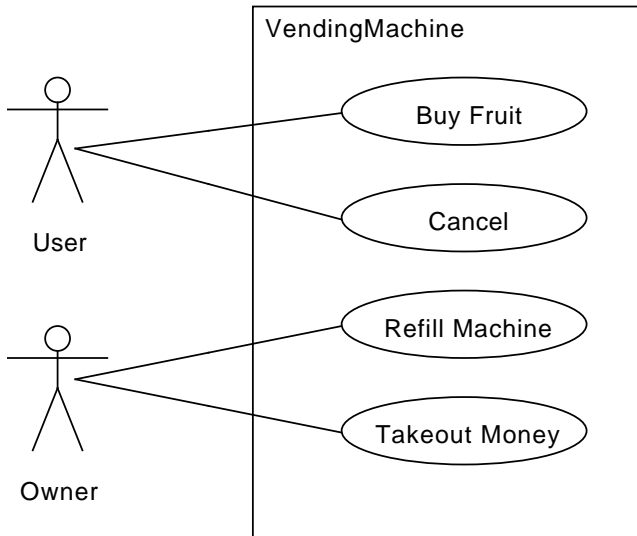 VendingMachine
Buy Fruit
Cancel
User
Refill Machine
Takeout Money
Owner